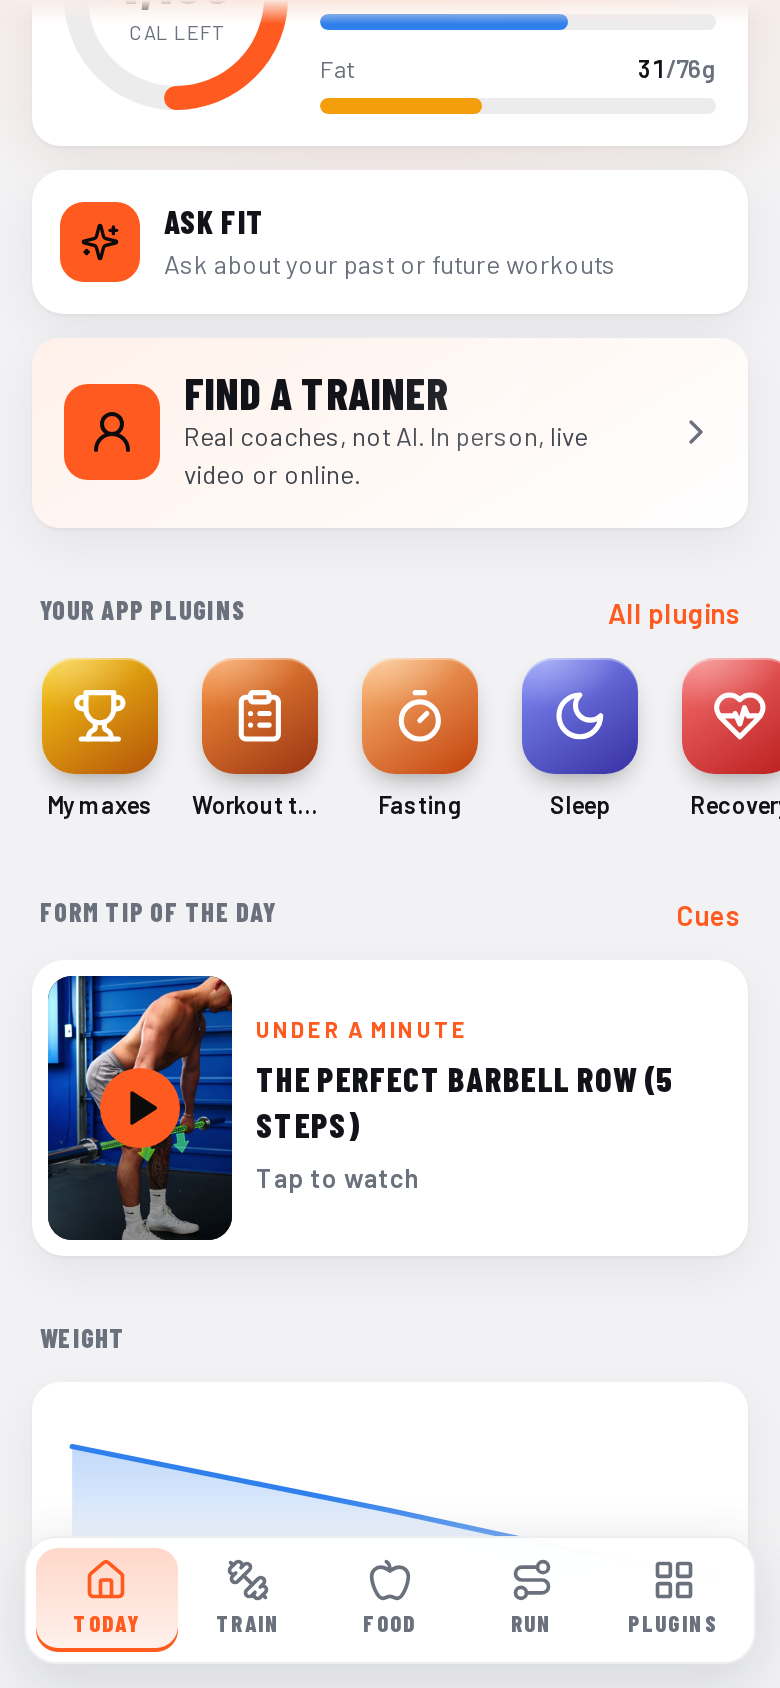 CAL LEFT
Fat 31/76g
ASK FIT
Ask about your past or future workouts
FIND A TRAINER
Real coaches, not AI. In person, live
video or online.
YOUR APP PLUGINS
All plugins
My maxes
Workout t...
Fasting
Sleep
Recovery
FORM TIP OF THE DAY
Cues
UNDER A MINUTE
THE PERFECT BARBELL ROW (5
STEPS)
Tap to watch
WEIGHT
TODAY
TRAIN
FOOD
RUN
PLUGINS